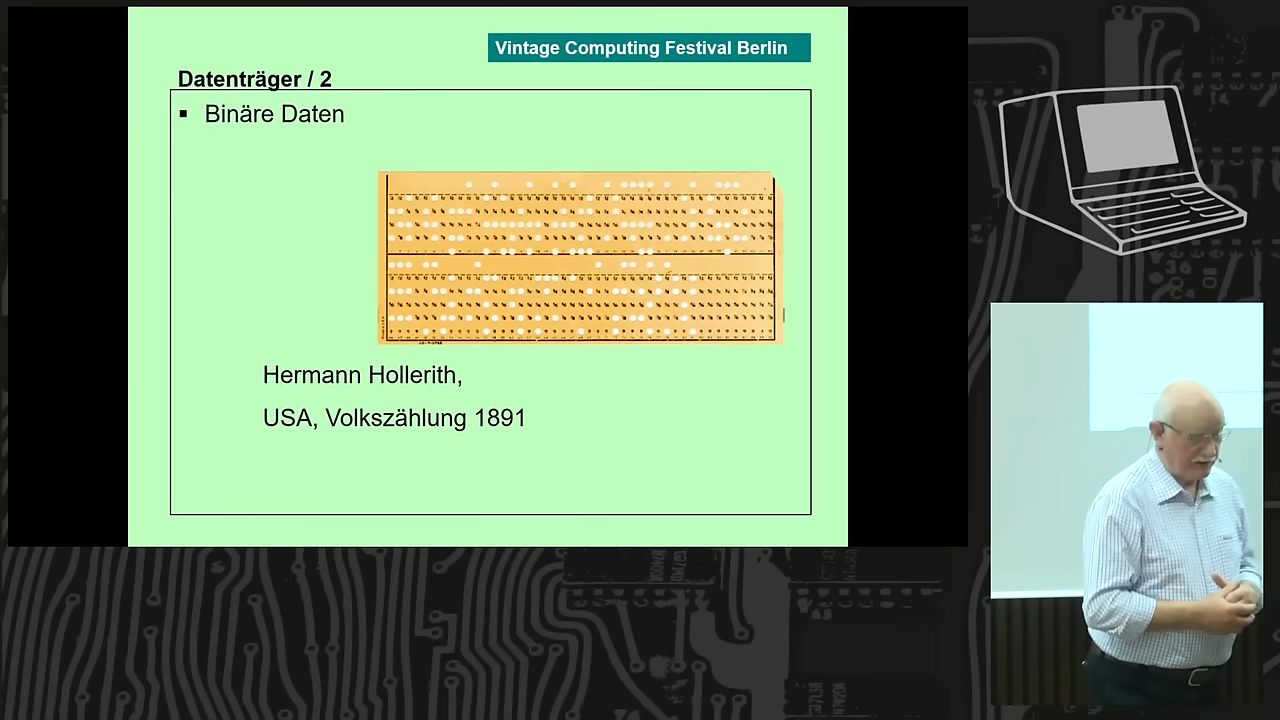 Vintage Computing Festival Berlin
Datenträger / 2
▪ Binäre Daten
Hermann Hollerith,
USA, Volkszählung 1891